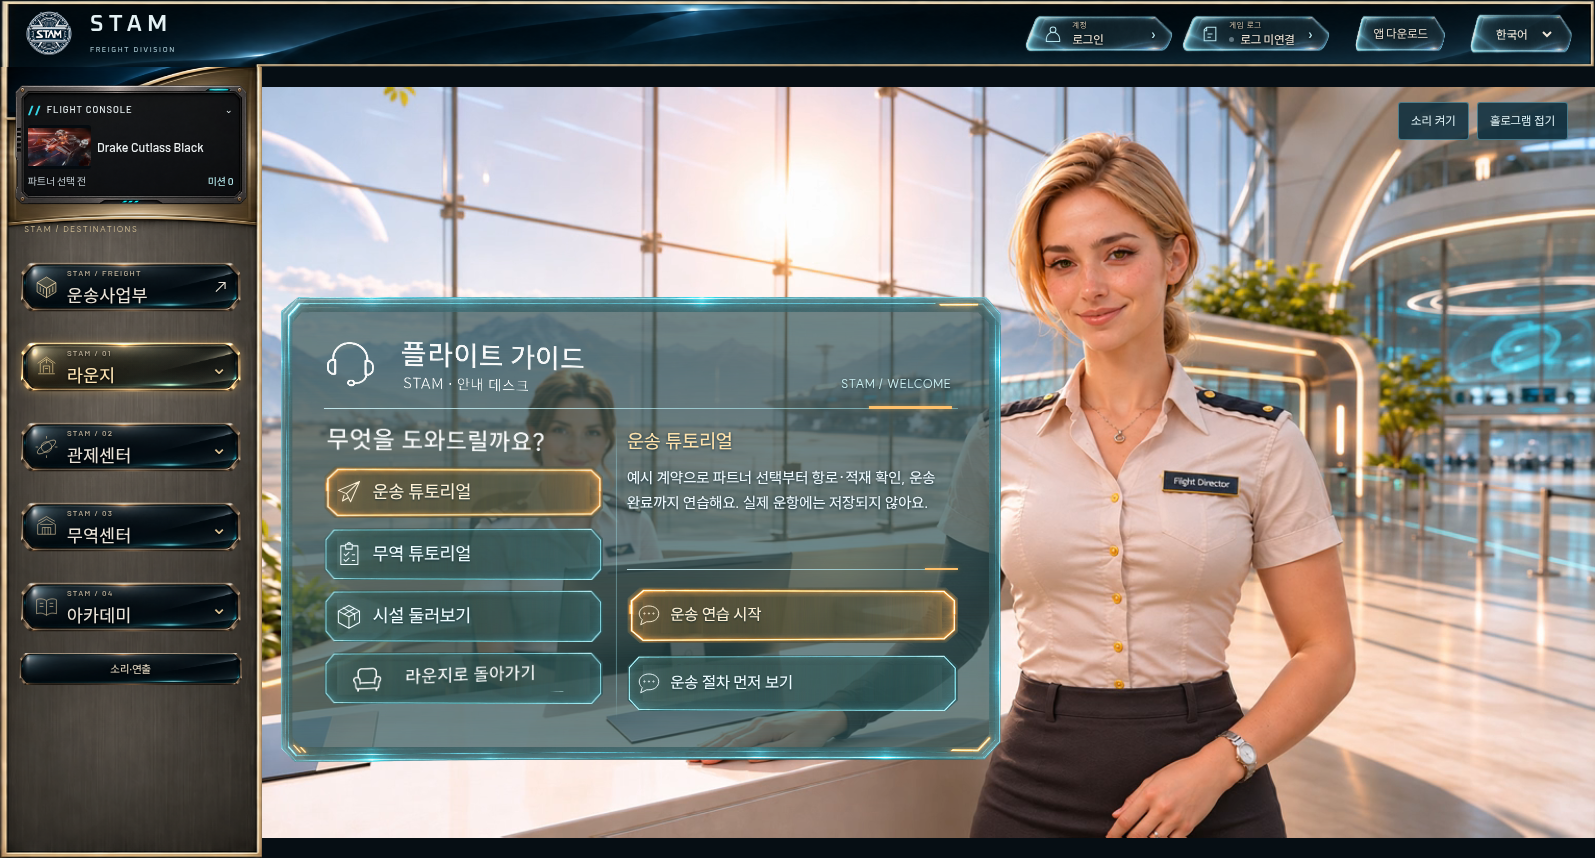 STAM
STAM
FREIGHT DIVISION
계정
로그인
게임 로그
로그 미연결
앱 다운로드
한국어
// FLIGHT CONSOLE
Drake Cutlass Black
파트너 선택 전
미션 0
STAM / DESTINATIONS
STAM / FREIGHT
운송사업부
STAM / 01
라운지
STAM / 02
관제센터
STAM / 03
무역센터
STAM / 04
아카데미
소리·연출
소리 켜기
홀로그램 접기
플라이트 가이드
STAM · 안내 데스크
STAM / WELCOME
무엇을 도와드릴까요?
운송 튜토리얼
무역 튜토리얼
시설 둘러보기
라운지로 돌아가기
운송 튜토리얼
예시 계약으로 파트너 선택부터 항로·적재 확인, 운송
완료까지 연습해요. 실제 운항에는 저장되지 않아요.
운송 연습 시작
운송 절차 먼저 보기
Flight Director